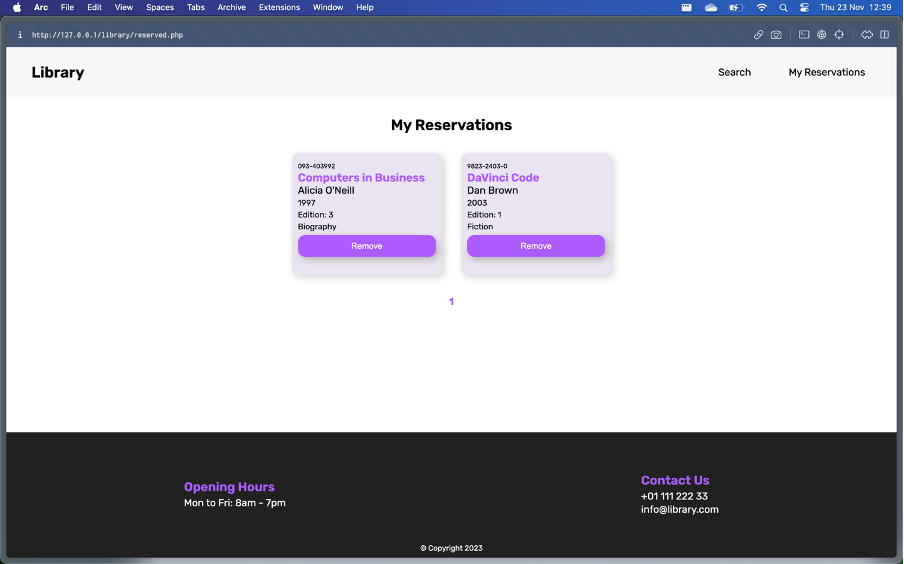 Arc File Edit View Spaces Tabs Archive Extensions Window Help Thu 23 Nov 12:39
http://127.0.0.1/library/reserved.php
Library Search My Reservations
My Reservations
093-403992
Computers in Business
Alicia O'Neill
1997
Edition: 3
Biography
Remove
9823-2403-0
DaVinci Code
Dan Brown
2003
Edition: 1
Fiction
Remove
1
Opening Hours
Mon to Fri: 8am - 7pm
Contact Us
+01 111 222 33
info@library.com
© Copyright 2023